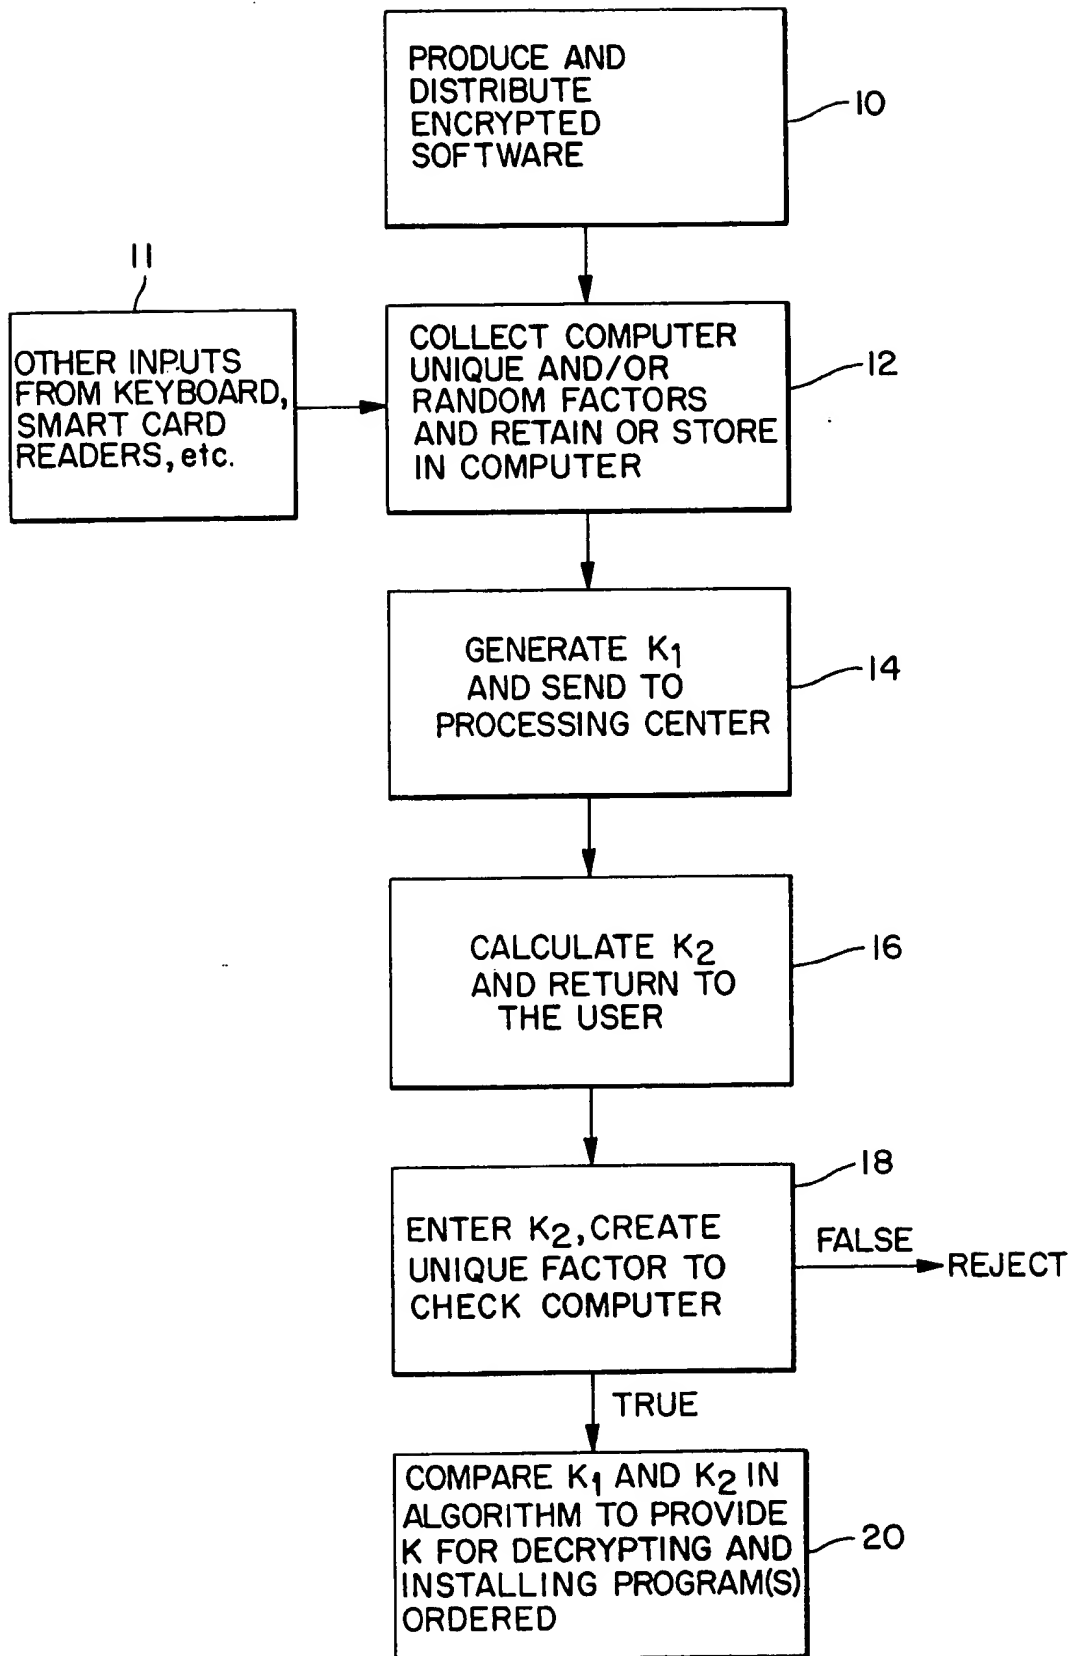 PRODUCE AND
DISTRIBUTE
ENCRYPTED
SOFTWARE
10
11
OTHER INPUTS
FROM KEYBOARD,
SMART CARD
READERS, etc.
COLLECT COMPUTER
UNIQUE AND/OR
RANDOM FACTORS
AND RETAIN OR STORE
IN COMPUTER
12
GENERATE K1
AND SEND TO
PROCESSING CENTER
14
CALCULATE K2
AND RETURN TO
THE USER
16
18
ENTER K2, CREATE
UNIQUE FACTOR TO
CHECK COMPUTER
FALSE
REJECT
TRUE
COMPARE K1 AND K2 IN
ALGORITHM TO PROVIDE
K FOR DECRYPTING AND
INSTALLING PROGRAM(S)
ORDERED
20